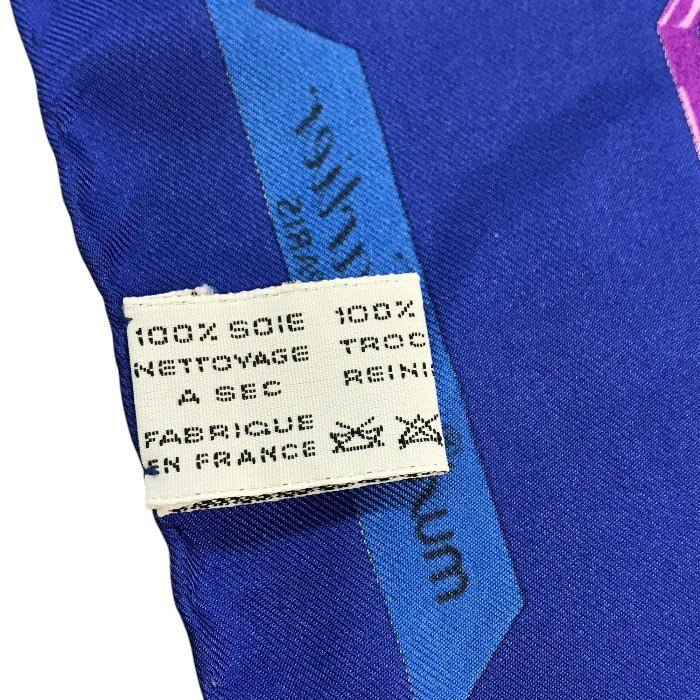 100% SOIE
NETTOYAGE
A SEC
FABRIQUE
EN FRANCE
100%
TROC
REINI